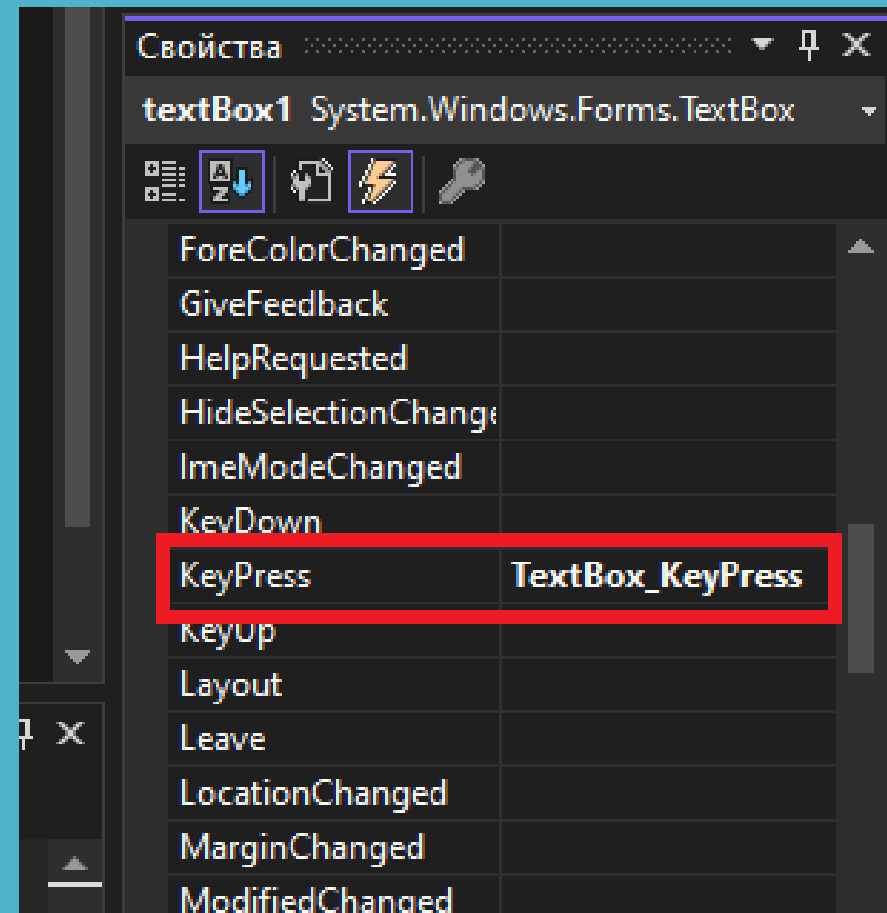 Свойства
textBox1 System.Windows.Forms.TextBox
ForeColorChanged
GiveFeedback
HelpRequested
HideSelectionChange
ImeModeChanged
KeyDown
KeyPress TextBox_KeyPress
KeyUp
Layout
Leave
LocationChanged
MarginChanged
ModifiedChanged